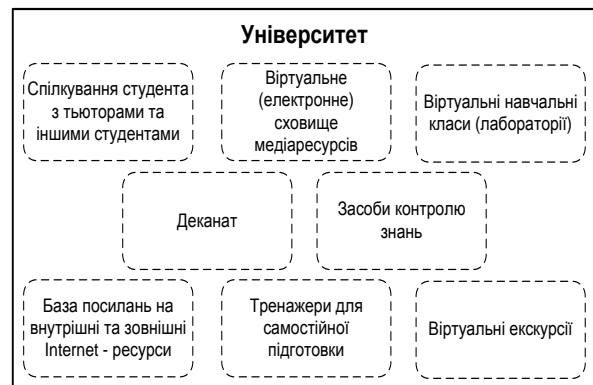 Університет
Спілкування студента
з тьюторами та
іншими студентами
Віртуальне
(електронне)
сховище
медіаресурсів
Віртуальні навчальні
класи (лабораторії)
Деканат
Засоби контролю
знань
База посилань на
внутрішні та зовнішні
Internet - ресурси
Тренажери для
самостійної
підготовки
Віртуальні екскурсії